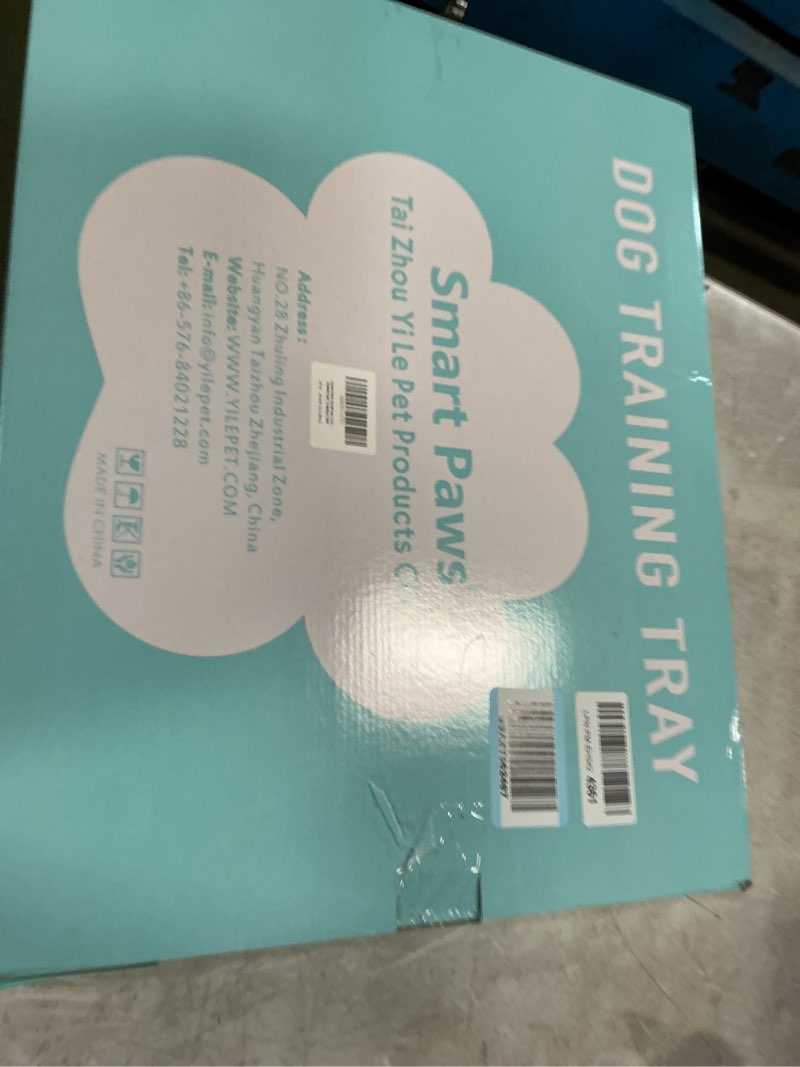 DOG TRAINING TRAY
Smart Paws
Tai Zhou Yi Le Pet Products
Address:
NO.28 Zhuling Industrial Zone,
Huangyan Taizhou Zhejiang, China
Website: WWW.YILEPET.COM
E-mail: info@yilepet.com
Tel: +86-576-84021228
MADE IN CHINA